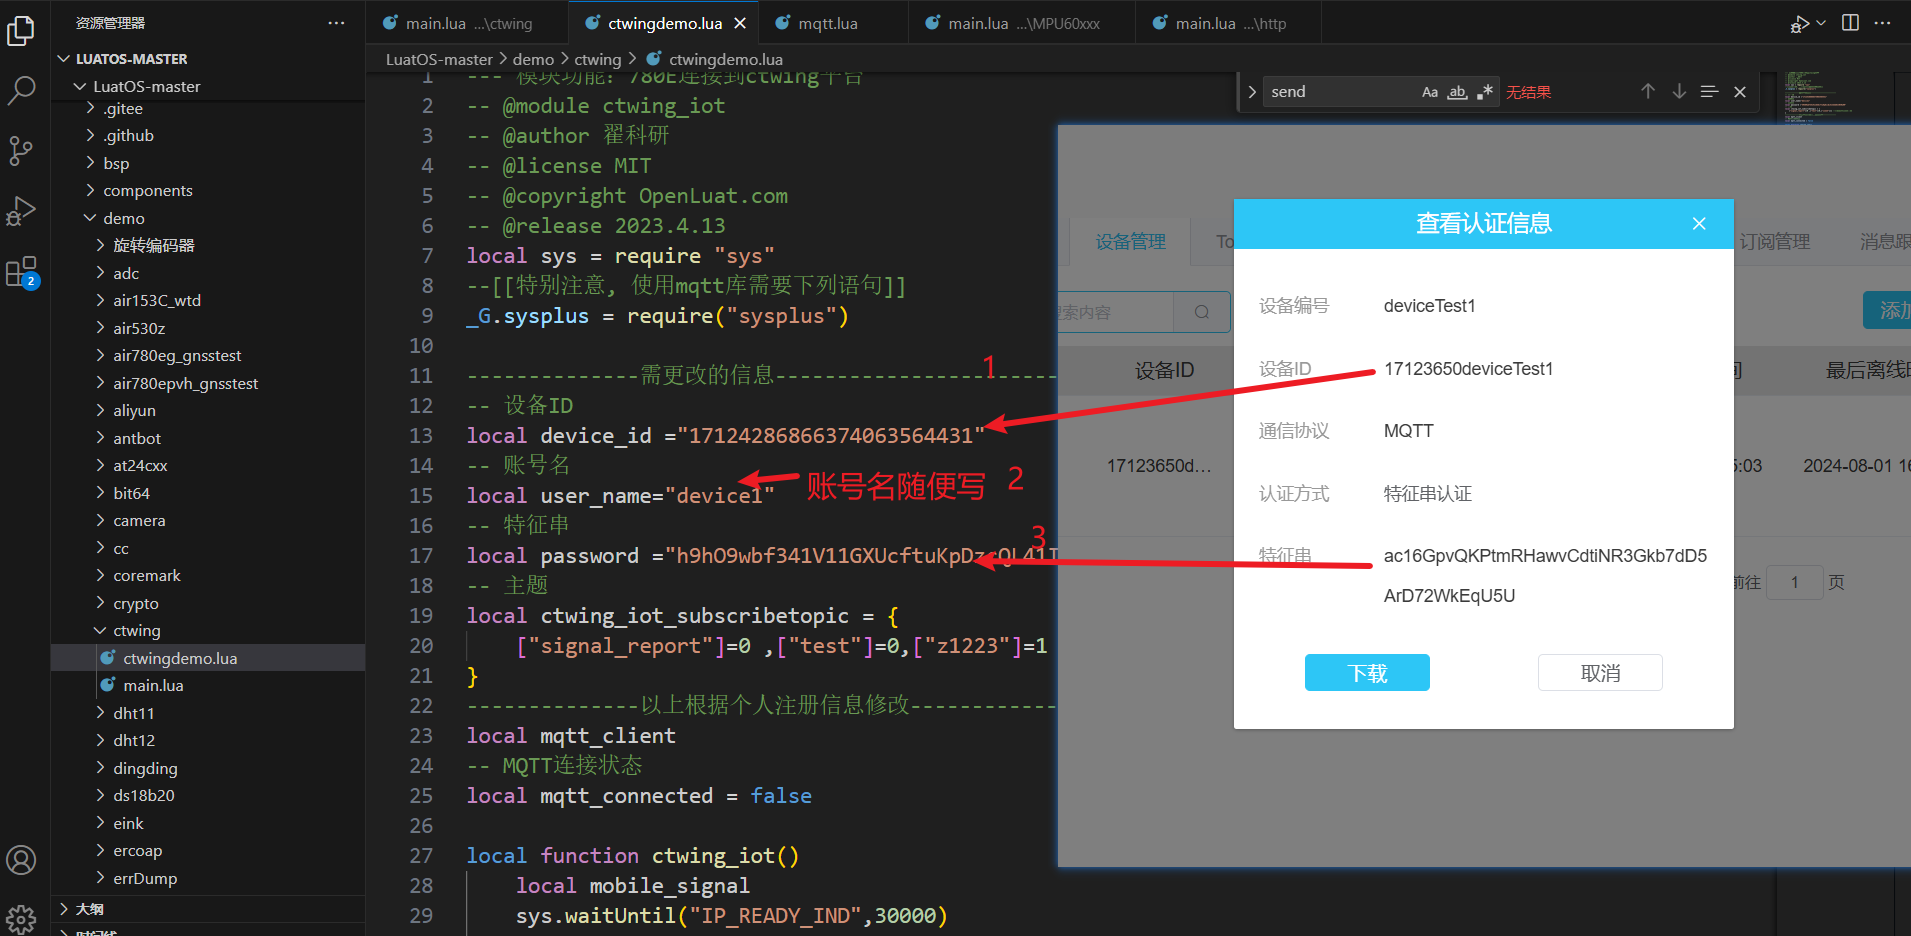 资源管理器
LUATOS-MASTER
LuatOS-master
.gitee
.github
bsp
components
demo
旋转编码器
adc
air153C_wtd
air530z
air780eg_gnsstest
air780epvh_gnsstest
aliyun
antbot
at24cxx
bit64
camera
cc
coremark
crypto
ctwing
ctwingdemo.lua
main.lua
dht11
dht12
dingding
ds18b20
eink
ercoap
errDump
大纲
时间线
2
main.lua ...\ctwing
ctwingdemo.lua
mqtt.lua
main.lua ...\MPU60xxx
main.lua ...\http
LuatOS-master > demo > ctwing > ctwingdemo.lua
send
Aa ab
无结果
1 --- 模块功能: 780E连接到ctwing平台
2 -- @module ctwing_iot
3 -- @author 翟科研
4 -- @license MIT
5 -- @copyright OpenLuat.com
6 -- @release 2023.4.13
7 local sys = require "sys"
8 --[[特别注意, 使用mqtt库需要下列语句]]
9 _G.sysplus = require("sysplus")
10
11 --------------需更改的信息-----------------------
12 -- 设备ID
13 local device_id ="17124286866374063564431"
14 -- 账号名
15 local user_name="device1"
16 -- 特征串
17 local password ="h9hO9wbf341V11GXUcftuKpDz
18 -- 主题
19 local ctwing_iot_subscribetopic = {
20 ["signal_report"]=0 ,["test"]=0,["z1223"]=1
21 }
22 --------------以上根据个人注册信息修改------------
23 local mqtt_client
24 -- MQTT连接状态
25 local mqtt_connected = false
26
27 local function ctwing_iot()
28 local mobile_signal
29 sys.waitUntil("IP_READY_IND",30000)
1
账号名随便写 2
3
设备管理
To
订阅管理
消息跟
搜索内容
添加
设备ID
最后离线时
17123650d...
5:03
2024-08-01 16
前往 1 页
查看认证信息
设备编号 deviceTest1
设备ID 17123650deviceTest1
通信协议 MQTT
认证方式 特征串认证
特征串 ac16GpvQKPtmRHawvCdtiNR3Gkb7dD5
ArD72WkEqU5U
下载 取消